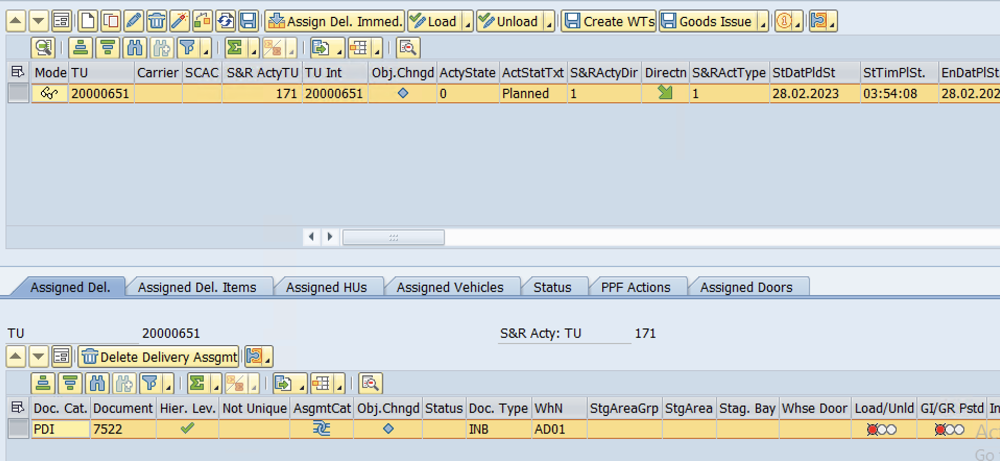 Assign Del. Immed. Load Unload Create WTs Goods Issue
Mode TU Carrier SCAC S&R ActyTU TU Int Obj.Chngd ActyState ActStatTxt S&RActyDir Directn S&RActType StDatPldSt StTimPlSt. EnDatPlSt.
20000651 171 20000651 0 Planned 1 1 28.02.2023 03:54:08 28.02.202
Assigned Del. Assigned Del. Items Assigned HUs Assigned Vehicles Status PPF Actions Assigned Doors
TU 20000651 S&R Acty: TU 171
Delete Delivery Assgmt
Doc. Cat. Document Hier. Lev. Not Unique AsgmtCat Obj.Chngd Status Doc. Type WhN StgAreaGrp StgArea Stag. Bay Whse Door Load/Unld GI/GR Pstd In
PDI 7522 INB AD01
Act
Go